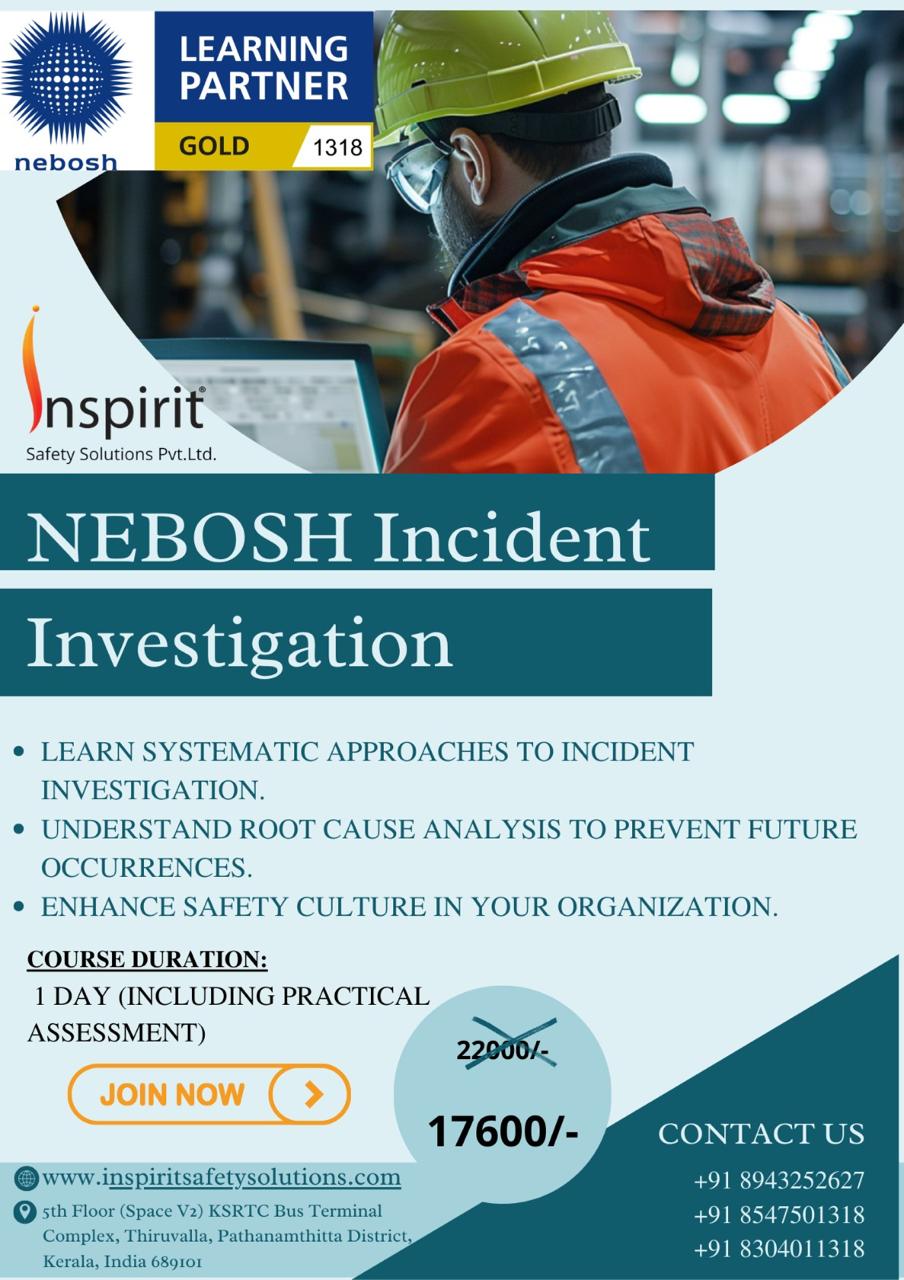 nebosh
LEARNING
PARTNER
GOLD
1318
inspirit®
Safety Solutions Pvt.Ltd.
NEBOSH Incident
Investigation
• LEARN SYSTEMATIC APPROACHES TO INCIDENT
INVESTIGATION.
• UNDERSTAND ROOT CAUSE ANALYSIS TO PREVENT FUTURE
OCCURRENCES.
• ENHANCE SAFETY CULTURE IN YOUR ORGANIZATION.
COURSE DURATION:
1 DAY (INCLUDING PRACTICAL
ASSESSMENT)
JOIN NOW
22000/-
17600/-
www.inspiritsafetysolutions.com
5th Floor (Space V2) KSRTC Bus Terminal
Complex, Thiruvalla, Pathanamthitta District,
Kerala, India 689101
CONTACT US
+91 8943252627
+91 8547501318
+91 8304011318